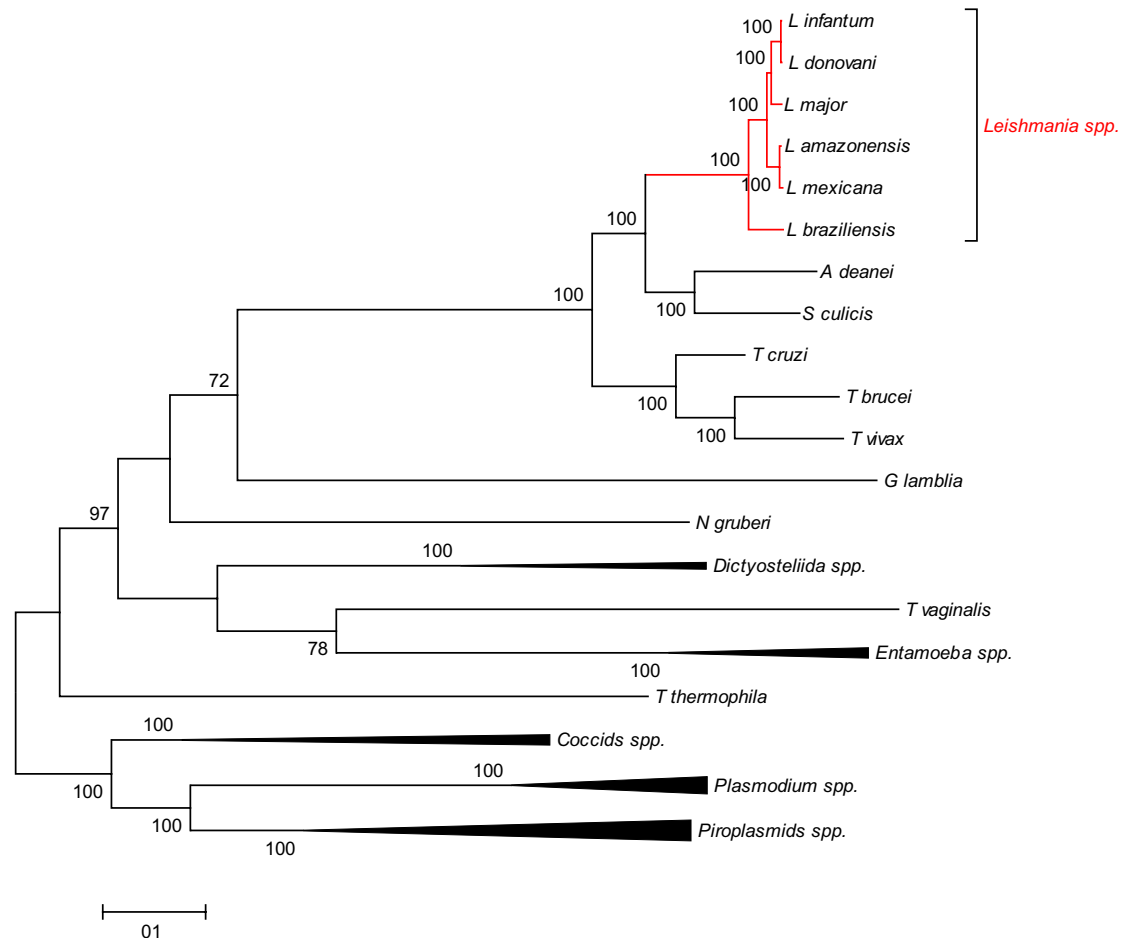 100
L infantum
100
L donovani
100
L major
Leishmania spp.
L amazonensis
100
100
L mexicana
100
L braziliensis
A deanei
100
S culicis
100
T cruzi
72
100
T brucei
100
T vivax
G lamblia
97
N gruberi
100
Dictyosteliida spp.
T vaginalis
78
Entamoeba spp.
100
T thermophila
100
Coccids spp.
100
100
Plasmodium spp.
100
Piroplasmids spp.
100
01